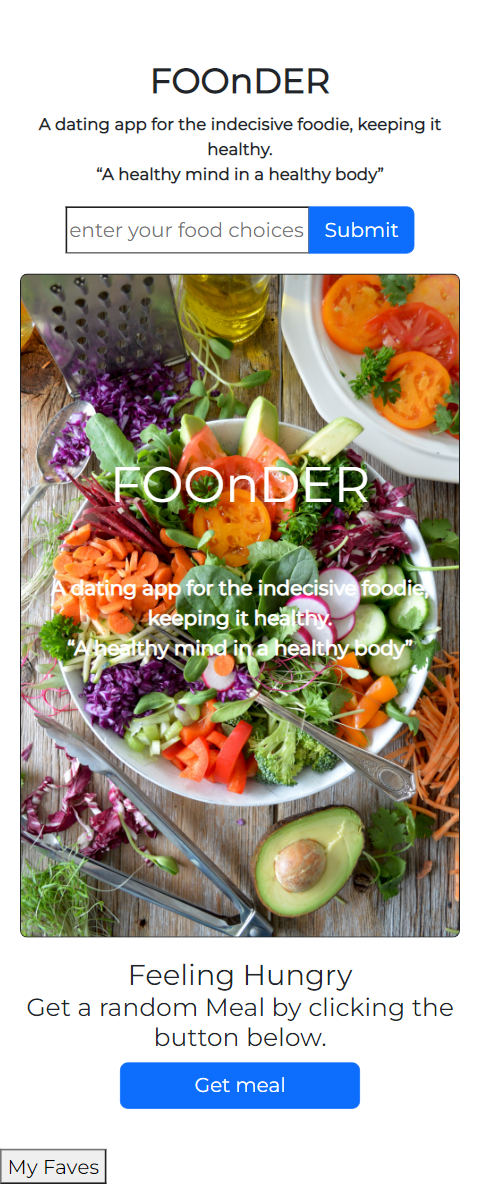 FOOnDER
A dating app for the indecisive foodie, keeping it
healthy.
“A healthy mind in a healthy body”
enter your food choices
Submit
FOOnDER
A dating app for the indecisive foodie,
keeping it healthy.
“A healthy mind in a healthy body”
Feeling Hungry
Get a random Meal by clicking the
button below.
Get meal
My Faves